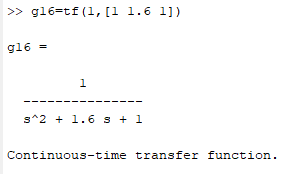 >> g16=tf(1,[1 1.6 1])
g16 =
1
---------------
s^2 + 1.6 s + 1
Continuous-time transfer function.